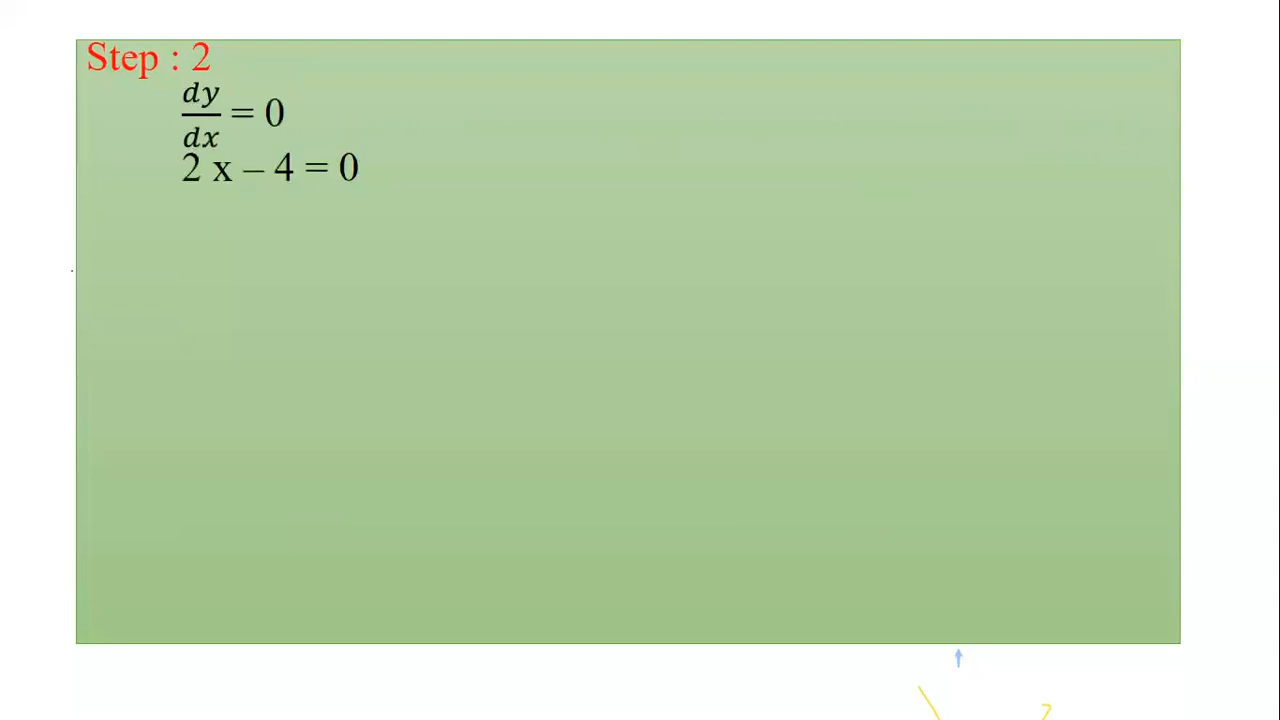 Step : 2
dy/dx = 0
2 x – 4 = 0